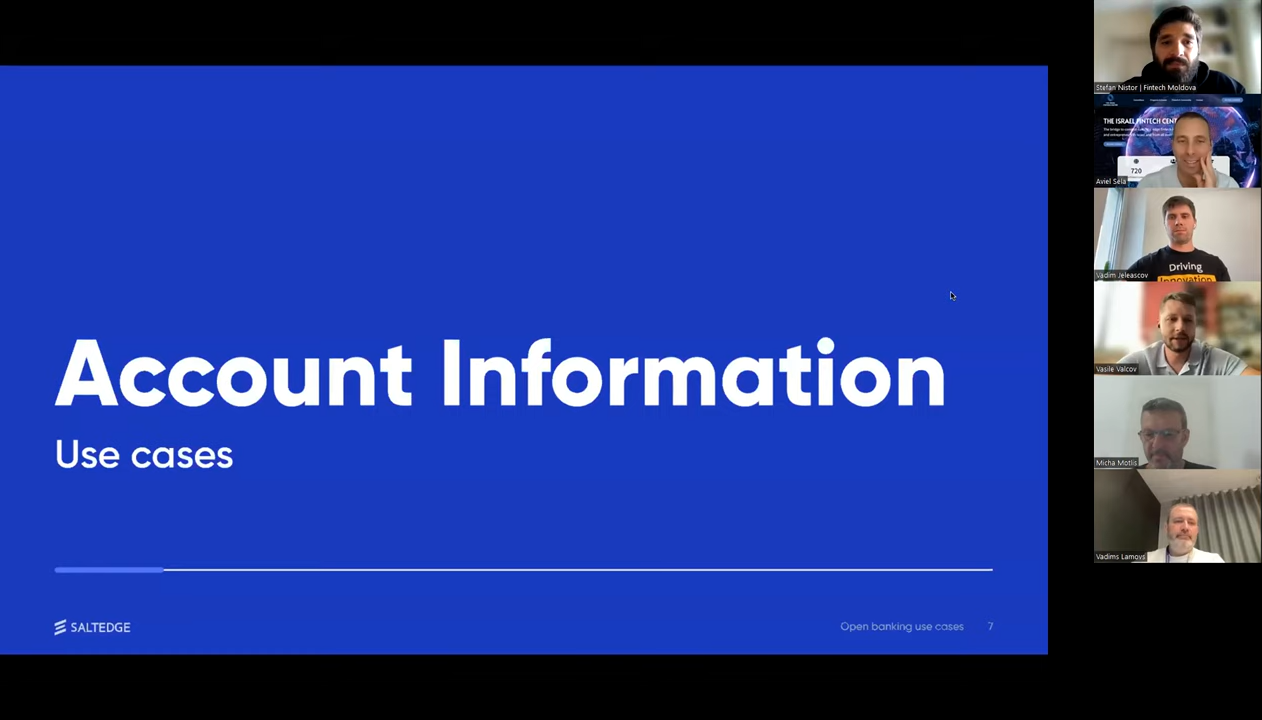 Account Information
Use cases
SALTEDGE
Open banking use cases 7
Stefan Nistor | Fintech Moldova
THE ISRAEL FINTECH CENT
720
Aviel Sela
Driving
Innovation
Vadim Jeleascov
Vasile Valcov
Micha Motlis
Vadims Lamovs